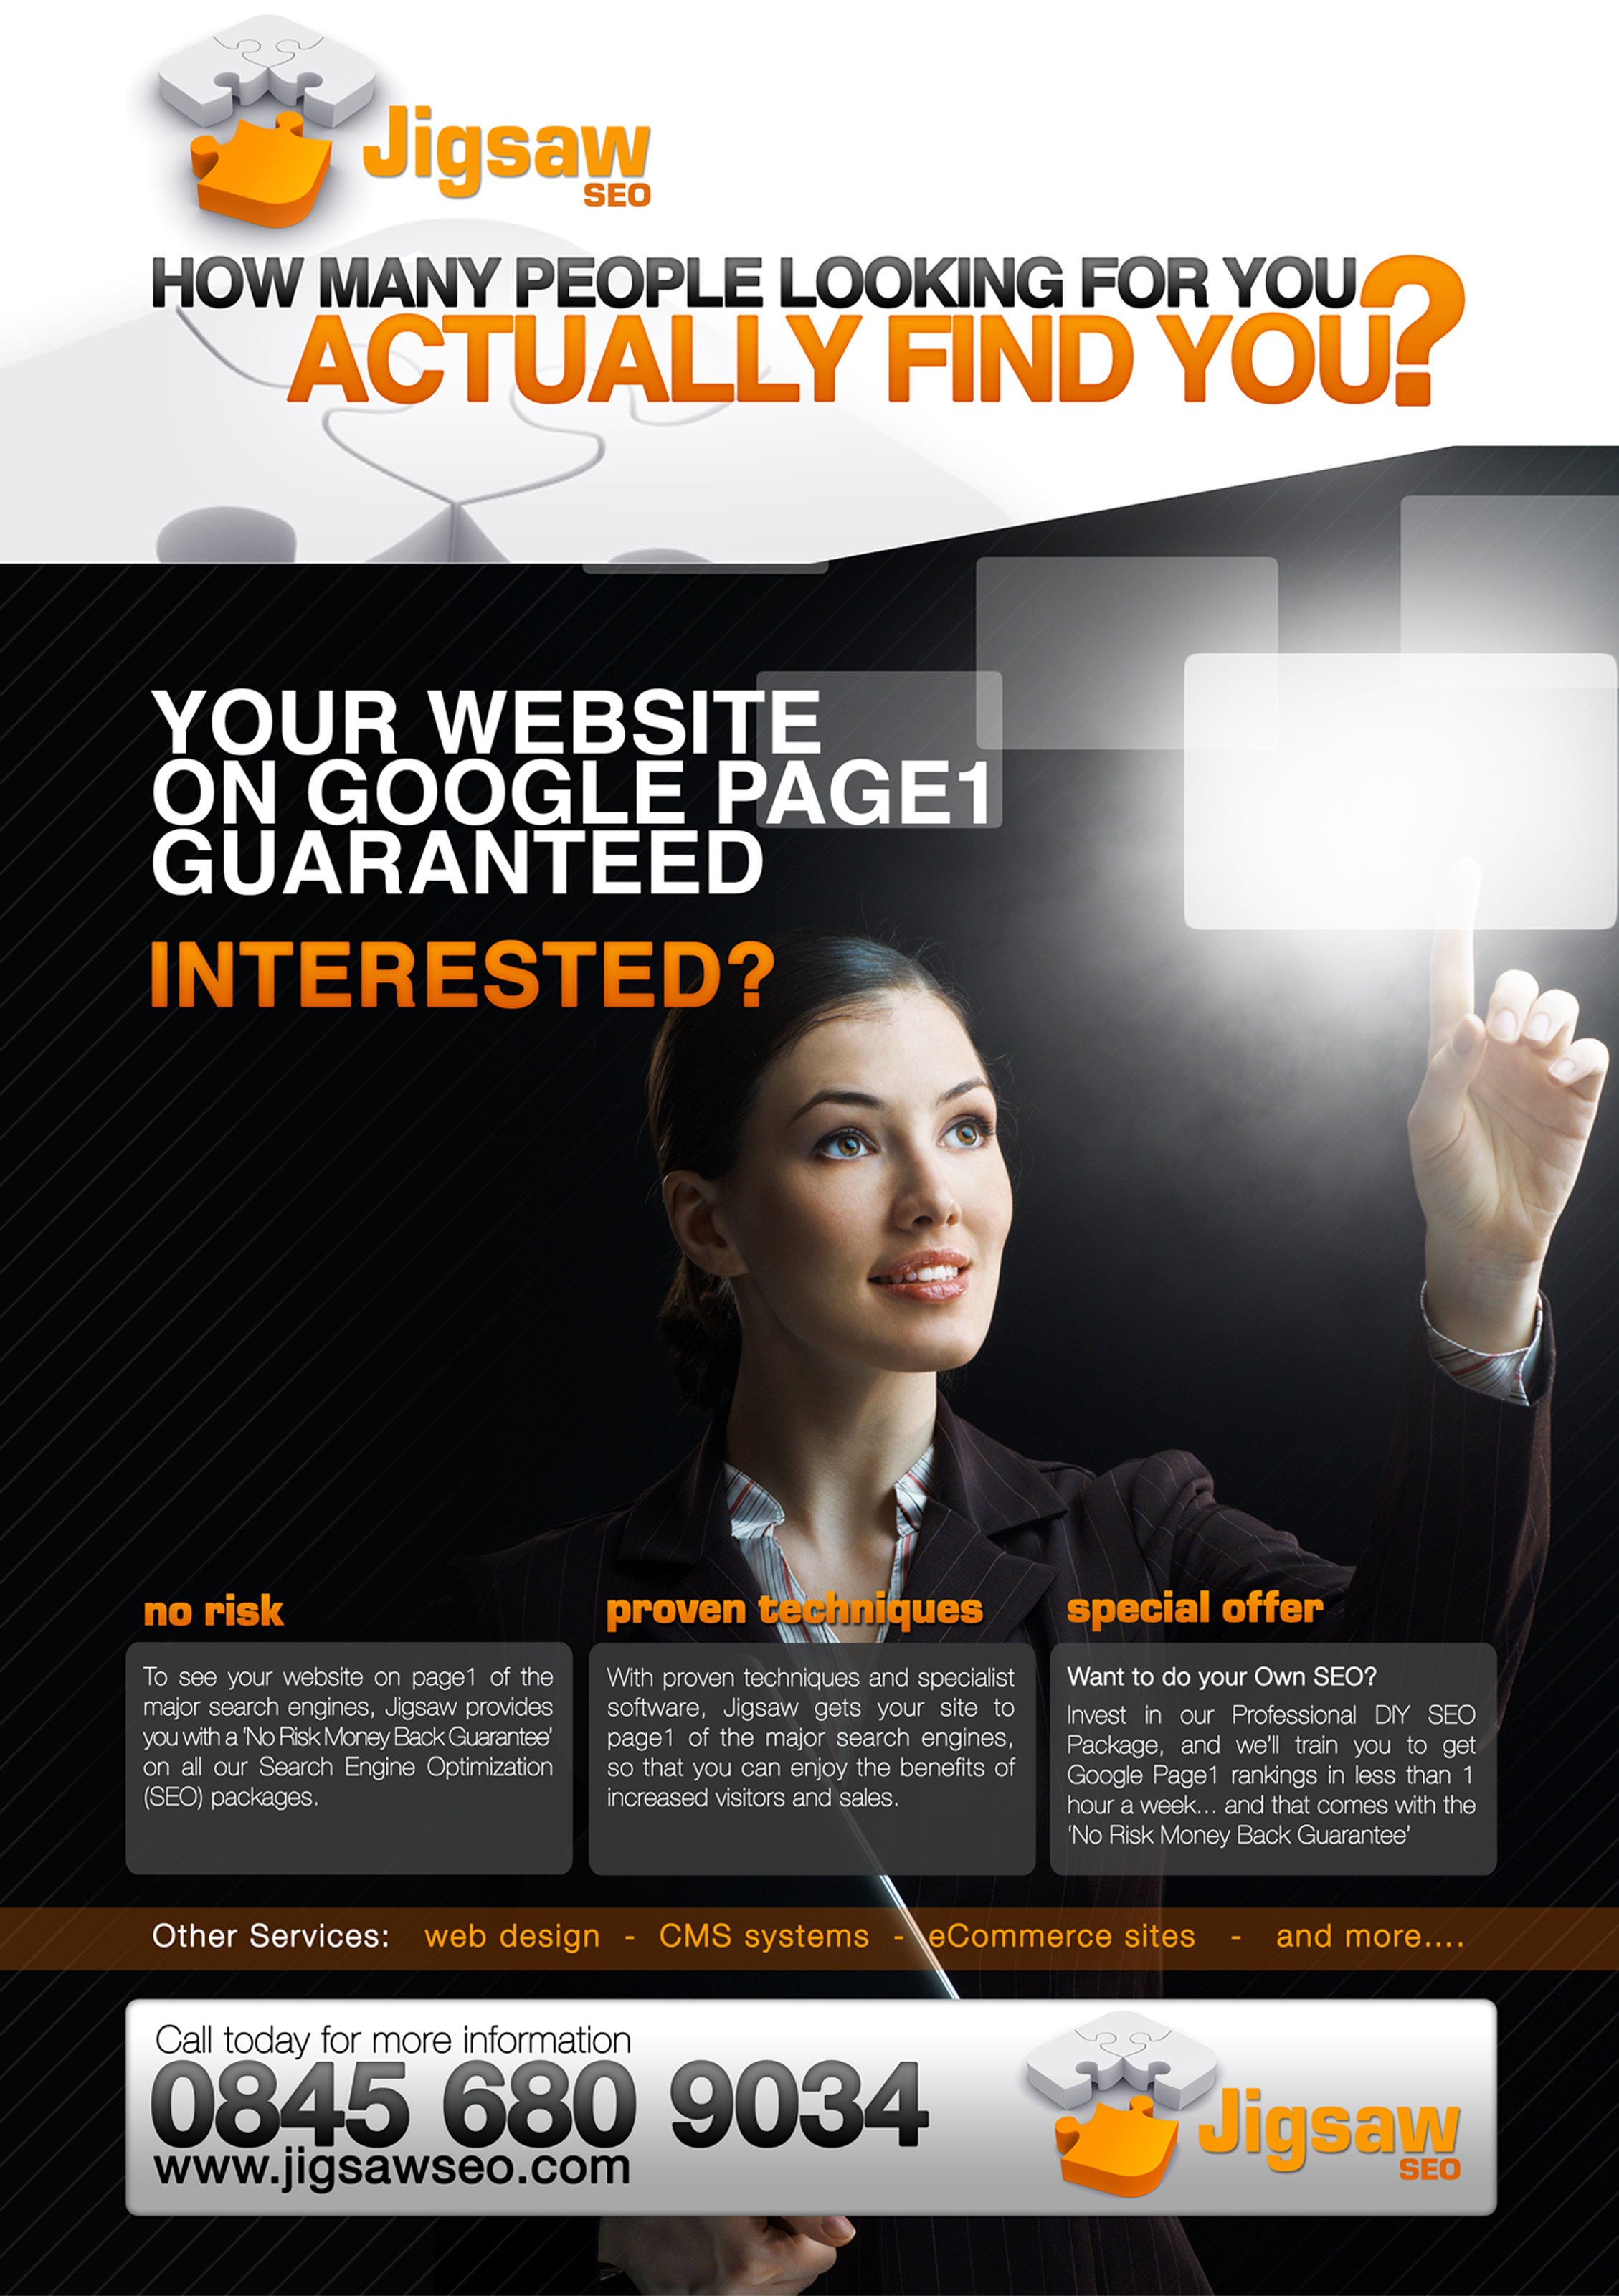 Jigsaw
SEO
HOW MANY PEOPLE LOOKING FOR YOU
ACTUALLY FIND YOU?
YOUR WEBSITE
ON GOOGLE PAGE1
GUARANTEED
INTERESTED?
no risk
To see your website on page1 of the
major search engines, Jigsaw provides
you with a 'No Risk Money Back Guarantee'
on all our Search Engine Optimization
(SEO) packages.
proven techniques
With proven techniques and specialist
software, Jigsaw gets your site to
page1 of the major search engines,
so that you can enjoy the benefits of
increased visitors and sales.
special offer
Want to do your Own SEO?
Invest in our Professional DIY SEO
Package, and we'll train you to get
Google Page1 rankings in less than 1
hour a week... and that comes with the
'No Risk Money Back Guarantee'
Other Services: web design - CMS systems - eCommerce sites - and more....
Call today for more information
0845 680 9034
www.jigsawseo.com
Jigsaw
SEO